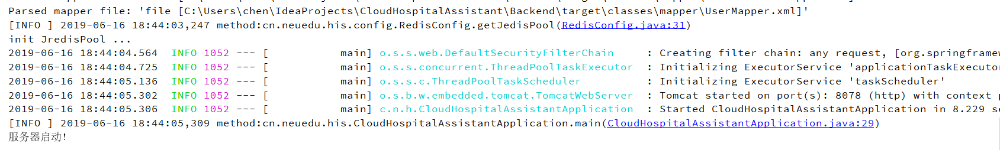 Parsed mapper file: 'file [C:\Users\chen\IdeaProjects\CloudHospitalAssistant\Backend\target\classes\mapper\UserMapper.xml]'
[INFO ] 2019-06-16 18:44:03,247 method:cn.neuedu.his.config.RedisConfig.getJedisPool(RedisConfig.java:31)
init JredisPool ...
2019-06-16 18:44:04.564  INFO 1052 --- [           main] o.s.s.web.DefaultSecurityFilterChain     : Creating filter chain: any request, [org.springframew
2019-06-16 18:44:04.725  INFO 1052 --- [           main] o.s.s.concurrent.ThreadPoolTaskExecutor  : Initializing ExecutorService 'applicationTaskExecutor
2019-06-16 18:44:05.136  INFO 1052 --- [           main] o.s.s.c.ThreadPoolTaskScheduler          : Initializing ExecutorService 'taskScheduler'
2019-06-16 18:44:05.302  INFO 1052 --- [           main] o.s.b.w.embedded.tomcat.TomcatWebServer  : Tomcat started on port(s): 8078 (http) with context p
2019-06-16 18:44:05.306  INFO 1052 --- [           main] c.n.h.CloudHospitalAssistantApplication  : Started CloudHospitalAssistantApplication in 8.229 se
[INFO ] 2019-06-16 18:44:05,309 method:cn.neuedu.his.CloudHospitalAssistantApplication.main(CloudHospitalAssistantApplication.java:29)
服务器启动!